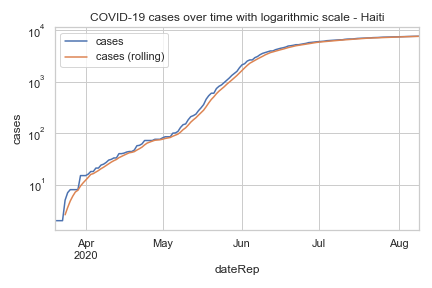 COVID-19 cases over time with logarithmic scale - Haiti
cases
cases (rolling)
10⁴
10³
10²
10¹
cases
Apr
2020
May
Jun
Jul
Aug
dateRep